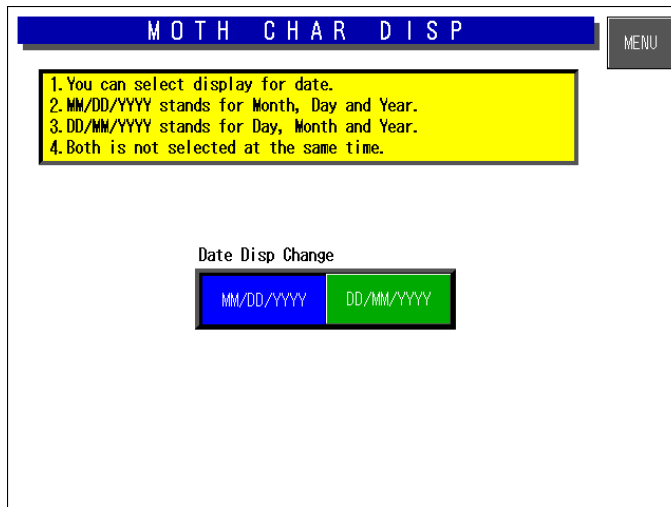 MOTH CHAR DISP
MENU
1.You can select display for date.
2.MM/DD/YYYY stands for Month, Day and Year.
3.DD/MM/YYYY stands for Day, Month and Year.
4.Both is not selected at the same time.
Date Disp Change
MM/DD/YYYY
DD/MM/YYYY